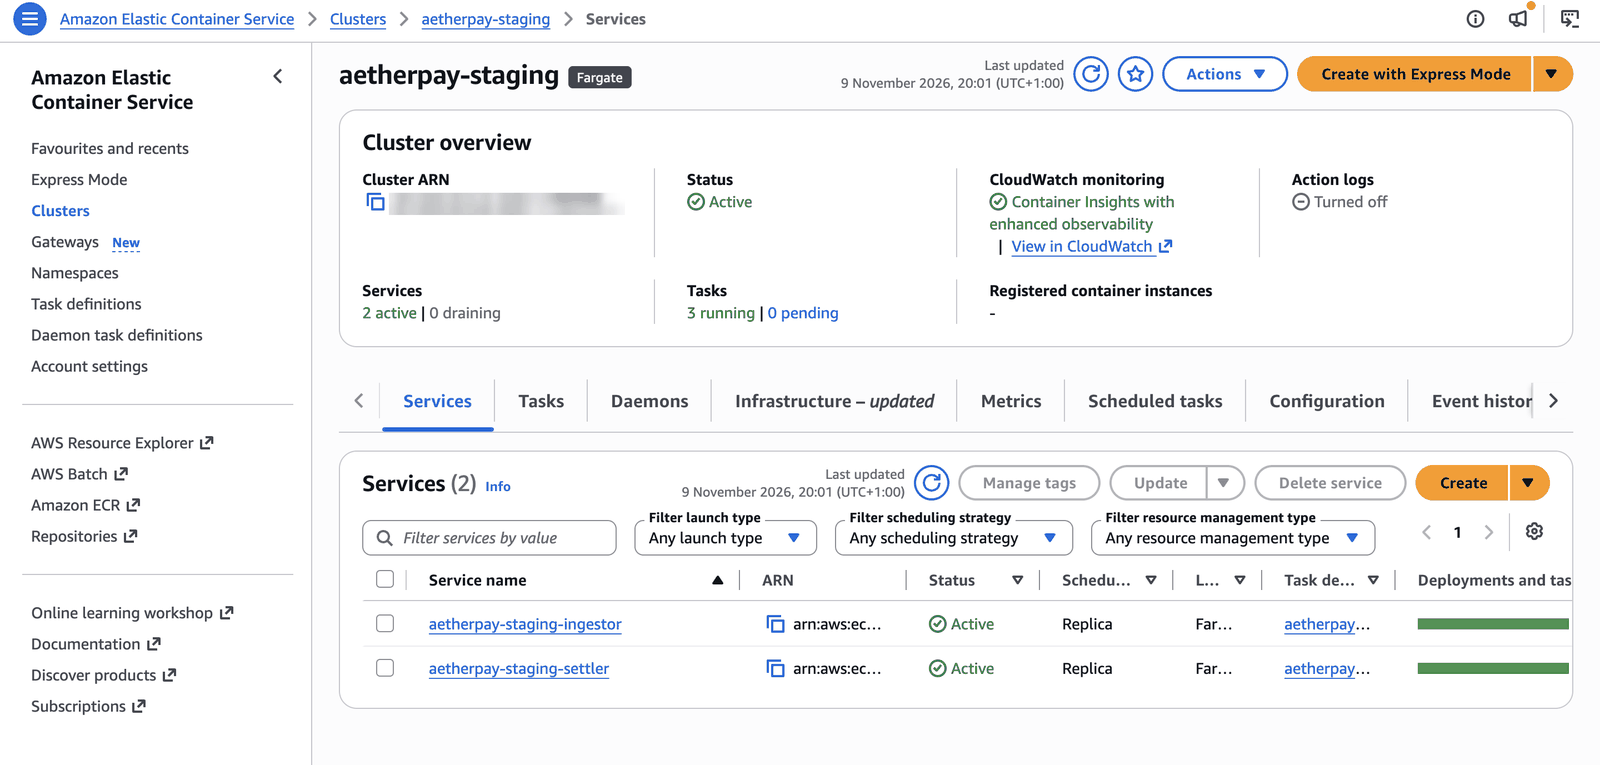 Amazon Elastic Container Service > Clusters > aetherpay-staging > Services
Amazon Elastic
Container Service
Favourites and recents
Express Mode
Clusters
Gateways New
Namespaces
Task definitions
Daemon task definitions
Account settings
AWS Resource Explorer
AWS Batch
Amazon ECR
Repositories
Online learning workshop
Documentation
Discover products
Subscriptions
aetherpay-staging Fargate
Last updated
9 November 2026, 20:01 (UTC+1:00)
Actions
Create with Express Mode
Cluster overview
Cluster ARN
Status
Active
CloudWatch monitoring
Container Insights with
enhanced observability
| View in CloudWatch
Action logs
Turned off
Services
2 active | 0 draining
Tasks
3 running | 0 pending
Registered container instances
-
Services Tasks Daemons Infrastructure – updated Metrics Scheduled tasks Configuration Event histor
Services (2) Info
Last updated
9 November 2026, 20:01 (UTC+1:00)
Manage tags Update Delete service Create
Filter services by value
Filter launch type
Any launch type
Filter scheduling strategy
Any scheduling strategy
Filter resource management type
Any resource management type
1
Service name ARN Status Schedu... L... Task de... Deployments and tas
aetherpay-staging-ingestor arn:aws:ec... Active Replica Far... aetherpay...
aetherpay-staging-settler arn:aws:ec... Active Replica Far... aetherpay...